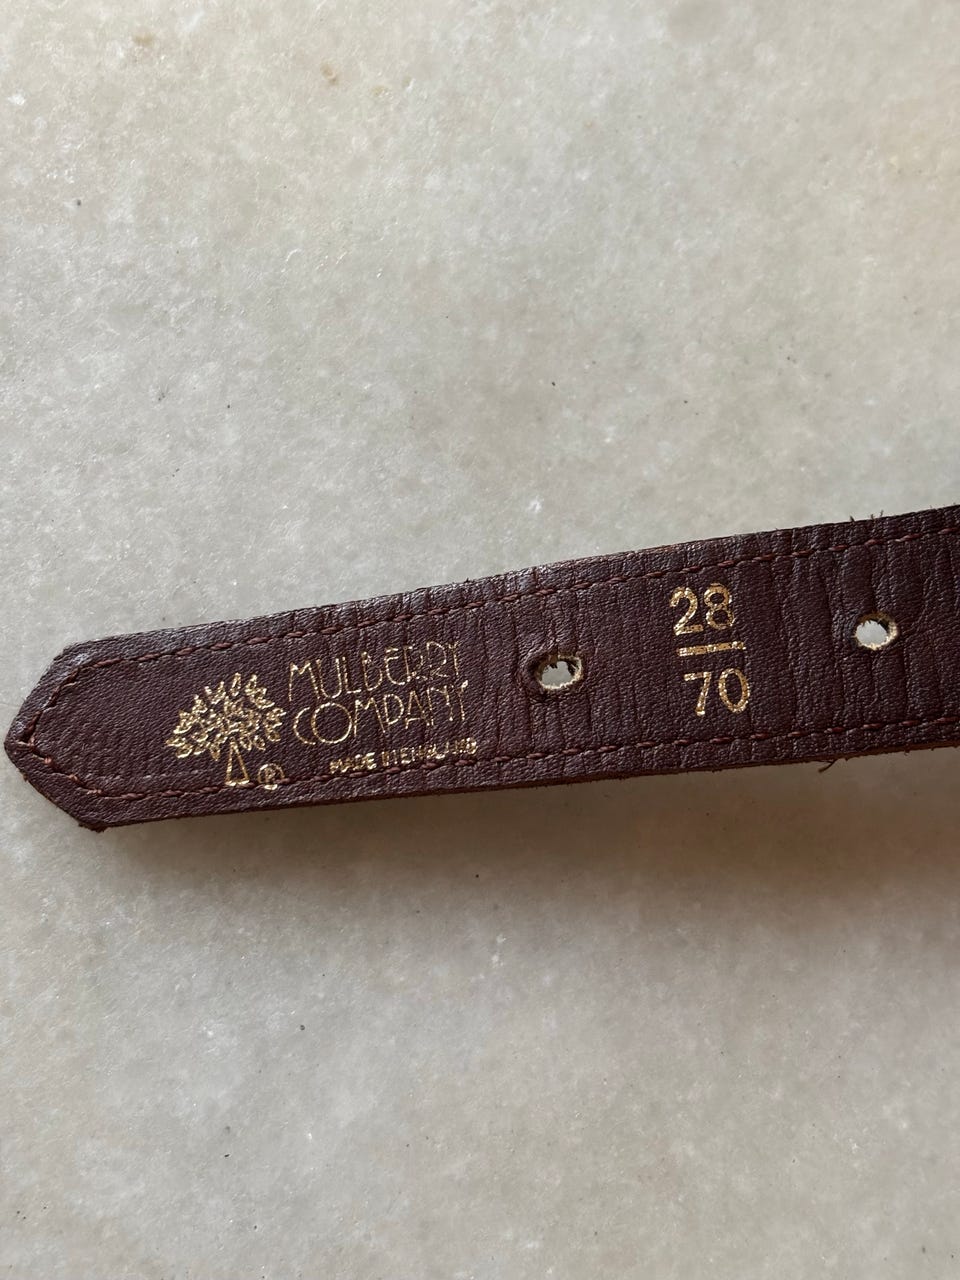 MULBERRY
COMPANY
MADE IN ENGLAND
®
28
70